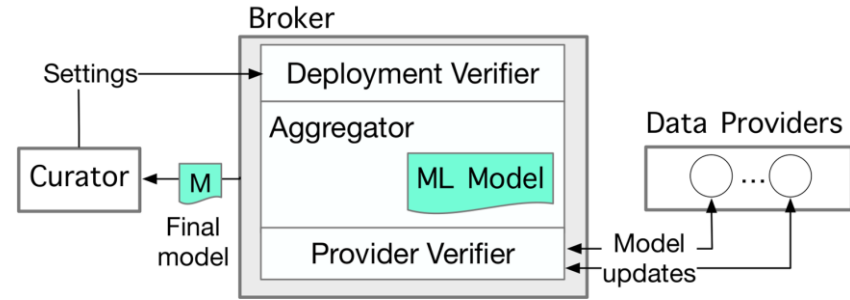 Broker
Settings
Deployment Verifier
Aggregator
Data Providers
Curator
M
ML Model
...
Final
model
Provider Verifier
Model
updates